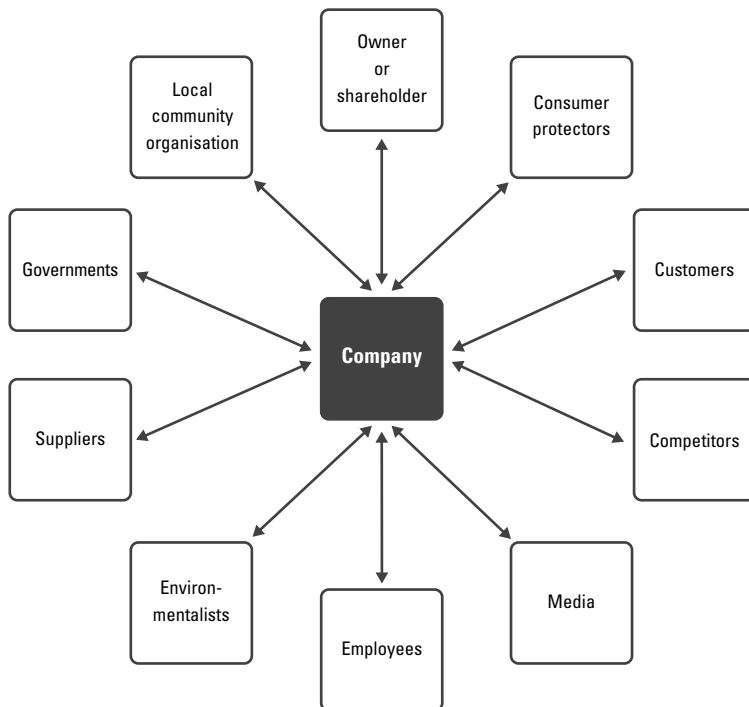 Owner
or
shareholder
Local
community
organisation
Consumer
protectors
Governments
Customers
Company
Suppliers
Competitors
Environ-
mentalists
Media
Employees